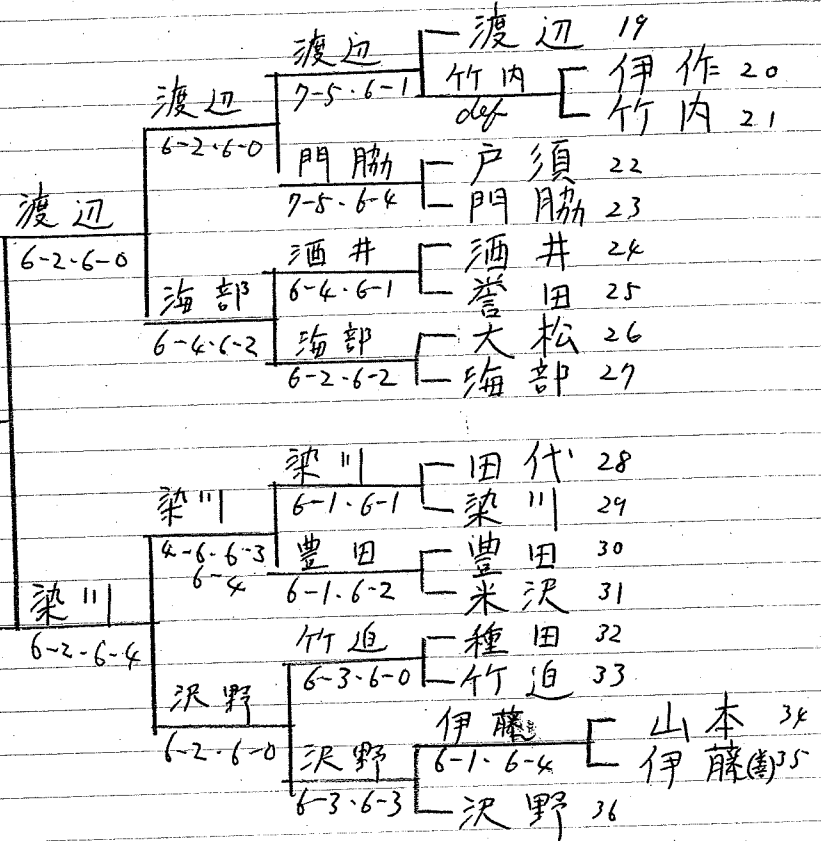 渡辺 渡辺 19
竹内 伊作 20
7-5・6-1 def 竹内 21
渡辺
6-2・6-0 門脇 戸須 22
7-5・6-4 門脇 23
渡辺 酒井 酒井 24
6-2・6-0 6-4・6-1 誉田 25
海部 大松 26
6-4・6-2 海部 海部 27
6-2・6-2
染川 田代 28
染川 6-1・6-1 染川 29
4-6・6-3 豊田 豊田 30
6-4 6-1・6-2 米沢 31
染川 竹迫 種田 32
6-2-6-4 6-3・6-0 竹迫 33
沢野 伊藤 山本 34
6-2・6-0 沢野 6-1・6-4 伊藤(喜)35
6-3・6-3 沢野 36